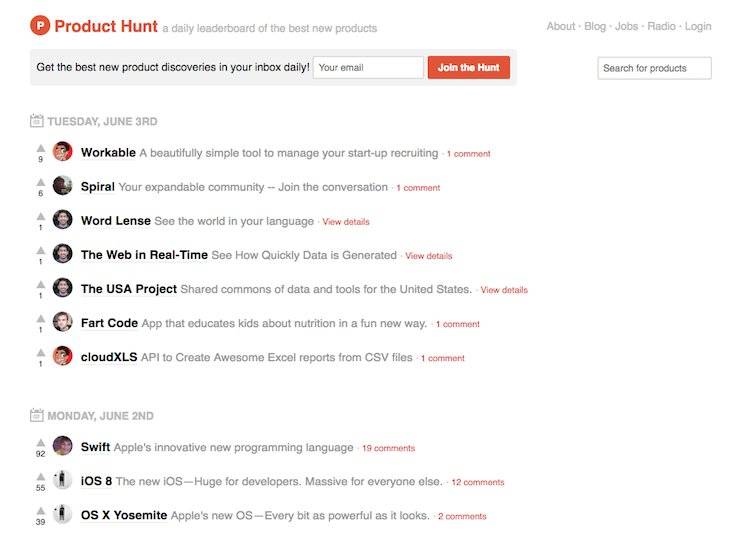 P Product Hunt a daily leaderboard of the best new products
About · Blog · Jobs · Radio · Login
Get the best new product discoveries in your inbox daily! Your email Join the Hunt
Search for products
TUESDAY, JUNE 3RD
9 Workable A beautifully simple tool to manage your start-up recruiting · 1 comment
6 Spiral Your expandable community -- Join the conversation · 1 comment
1 Word Lense See the world in your language · View details
1 The Web in Real-Time See How Quickly Data is Generated · View details
1 The USA Project Shared commons of data and tools for the United States. · View details
1 Fart Code App that educates kids about nutrition in a fun new way. · 1 comment
1 cloudXLS API to Create Awesome Excel reports from CSV files · 1 comment
MONDAY, JUNE 2ND
92 Swift Apple's innovative new programming language · 19 comments
55 iOS 8 The new iOS—Huge for developers. Massive for everyone else. · 12 comments
39 OS X Yosemite Apple's new OS—Every bit as powerful as it looks. · 2 comments